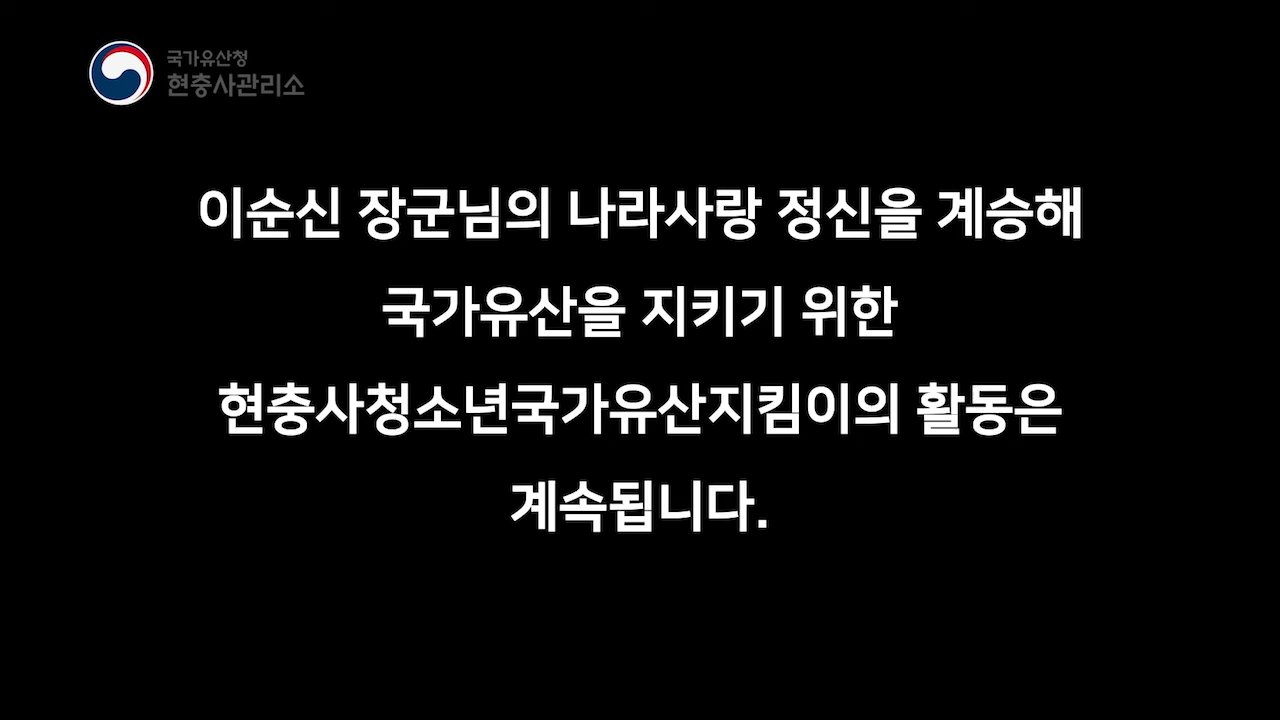 국가유산청
현충사관리소
이순신 장군님의 나라사랑 정신을 계승해
국가유산을 지키기 위한
현충사청소년국가유산지킴이의 활동은
계속됩니다.